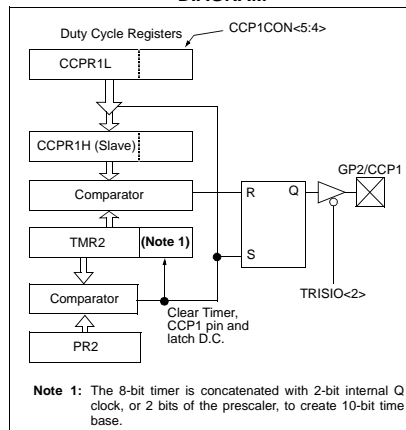 DIAGRAM
Duty Cycle Registers
CCP1CON<5:4>
CCPR1L
CCPR1H (Slave)
Comparator
R Q
GP2/CCP1
TMR2
(Note 1)
S
TRISIO<2>
Comparator
Clear Timer,
CCP1 pin and
latch D.C.
PR2
Note 1: The 8-bit timer is concatenated with 2-bit internal Q
clock, or 2 bits of the prescaler, to create 10-bit time
base.